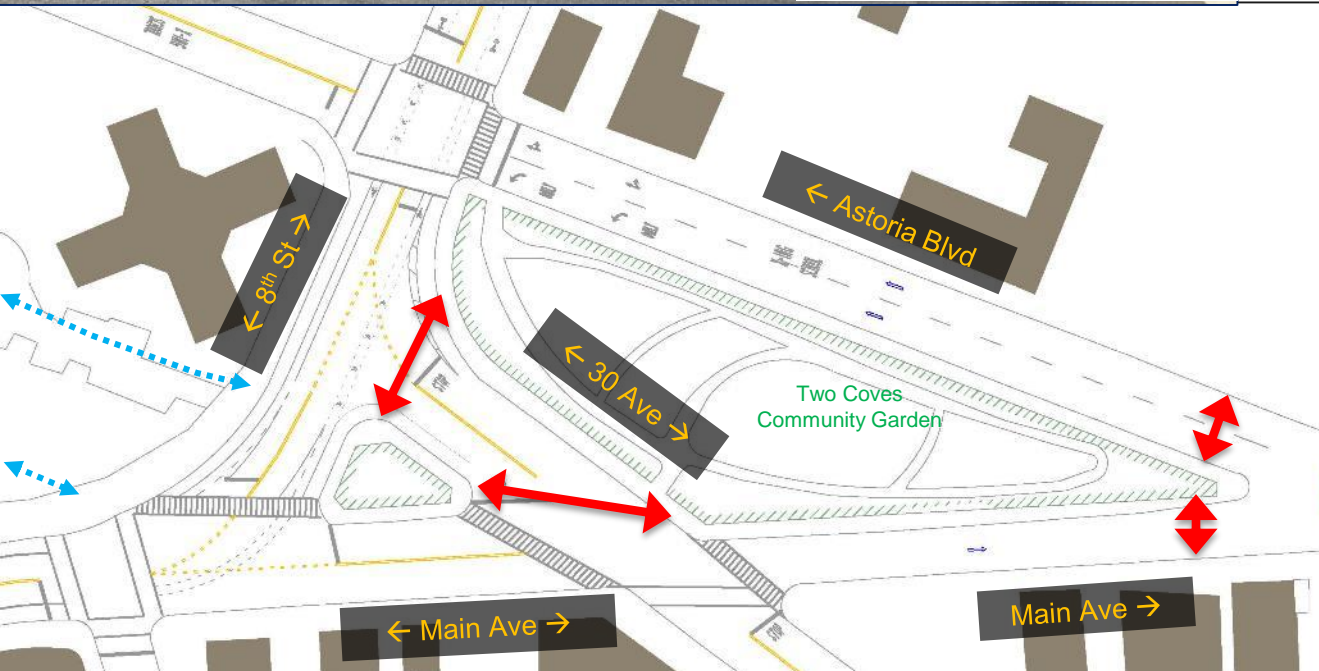 ← Astoria Blvd
← 8th St →
← 30 Ave →
Two Coves
Community Garden
← Main Ave →
Main Ave →